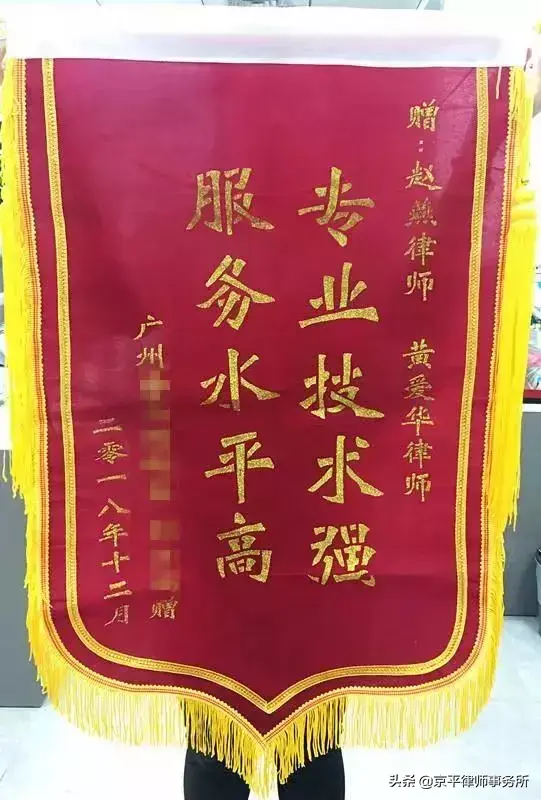 赠：赵燕律师 黄爱华律师
专业技求强
服务水平高
广州
赠
二零一八年十二月
头条 @京平律师事务所